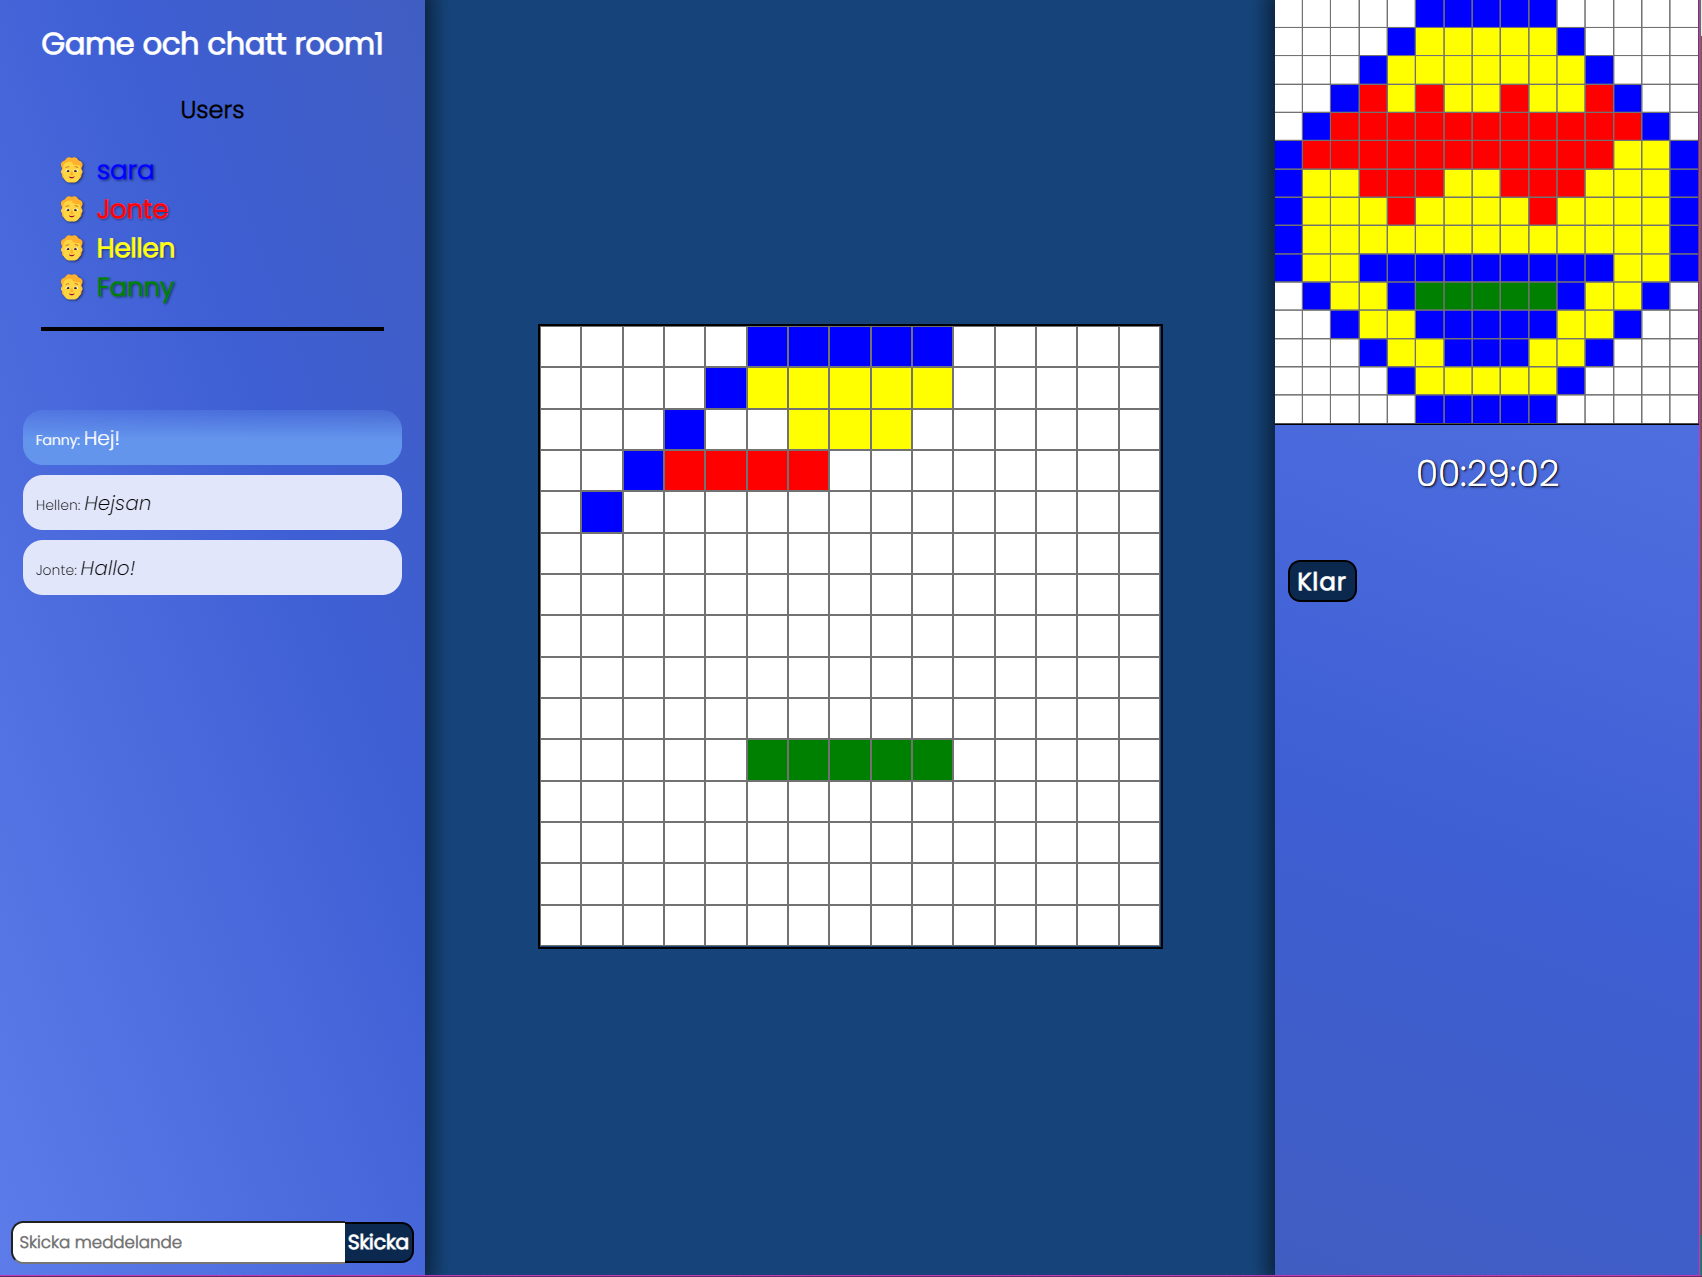 Game och chatt room1
Users
sara
Jonte
Hellen
Fanny
Fanny: Hej!
Hellen: Hejsan
Jonte: Hallo!
Skicka meddelande
Skicka
00:29:02
Klar